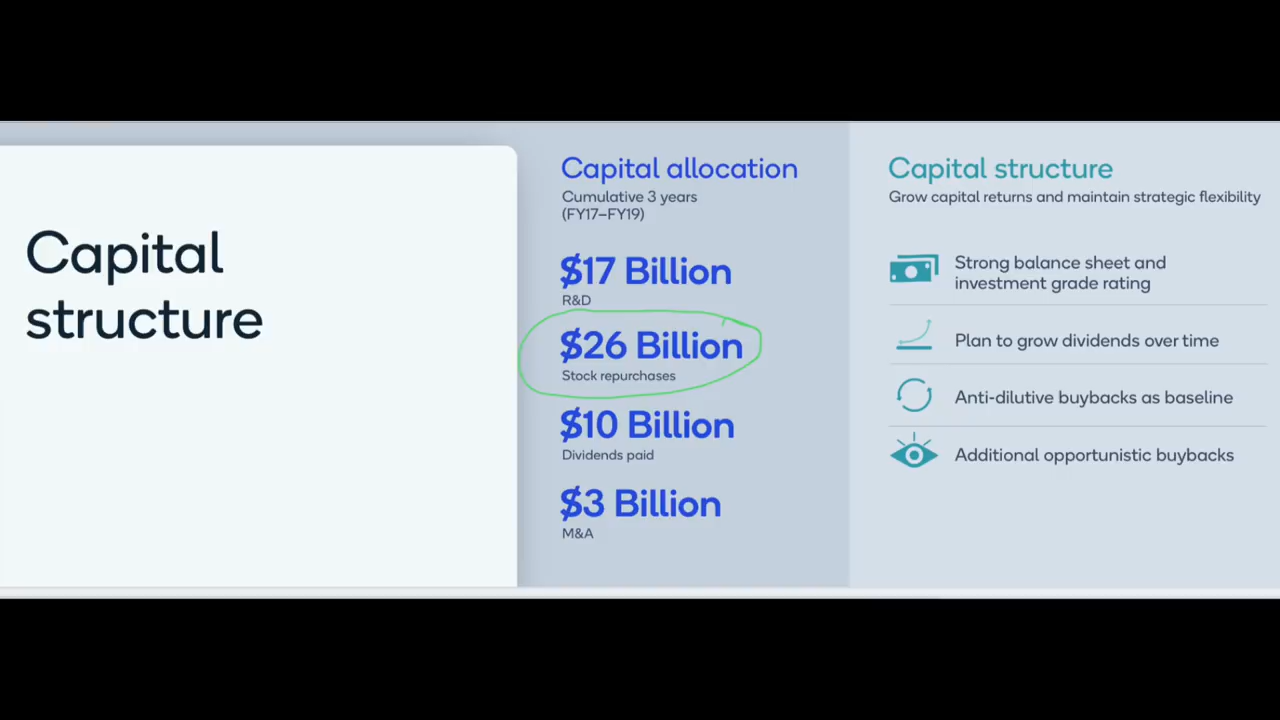 Capital
structure
Capital allocation
Cumulative 3 years
(FY17–FY19)
$17 Billion
R&D
$26 Billion
Stock repurchases
$10 Billion
Dividends paid
$3 Billion
M&A
Capital structure
Grow capital returns and maintain strategic flexibility
Strong balance sheet and
investment grade rating
Plan to grow dividends over time
Anti-dilutive buybacks as baseline
Additional opportunistic buybacks